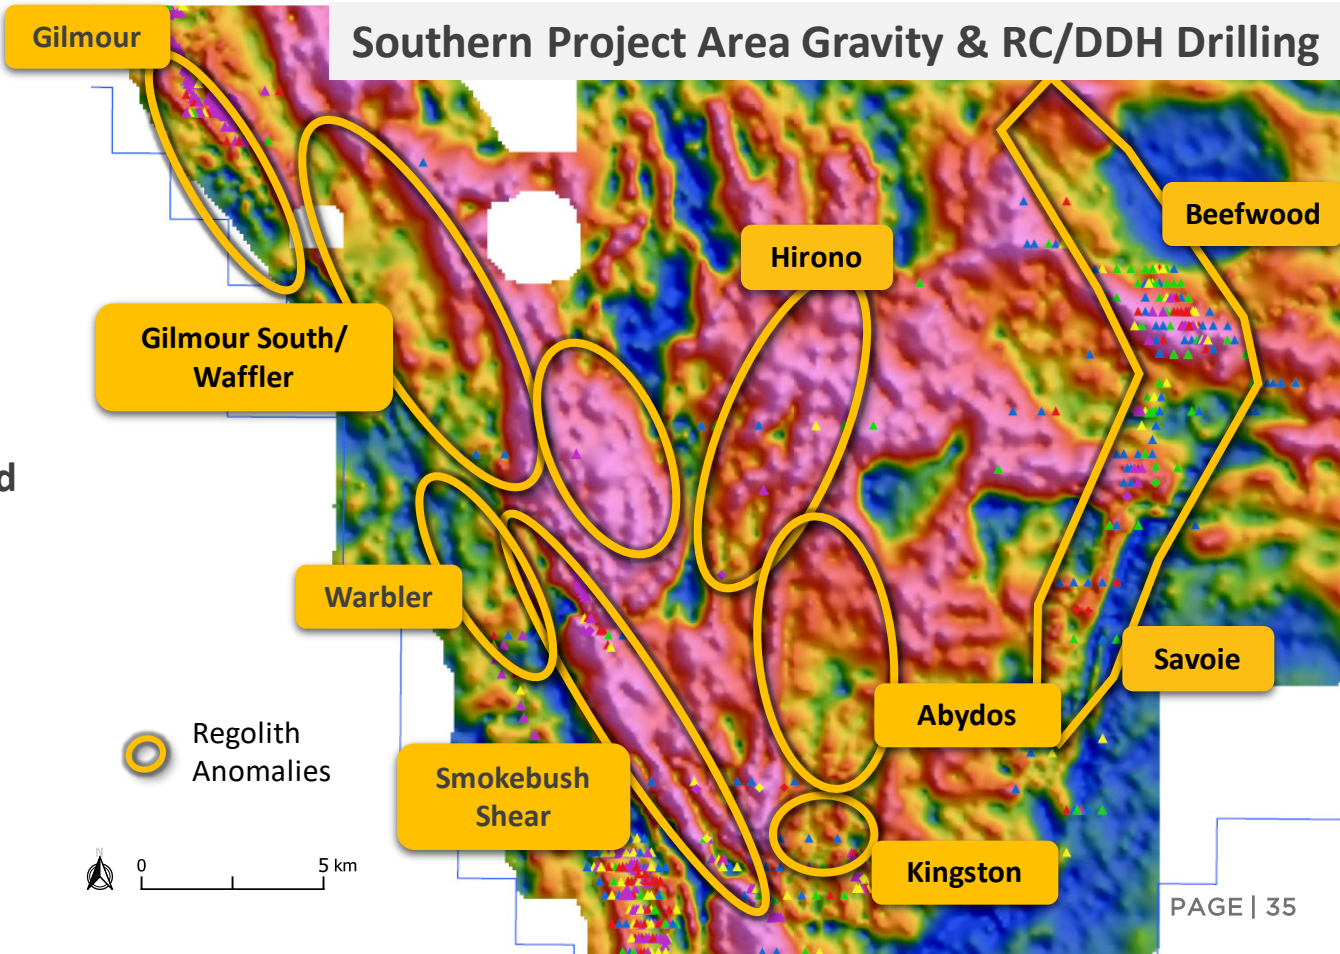 Gilmour
Southern Project Area Gravity & RC/DDH Drilling
Beefwood
Hirono
Gilmour South/
Waffler
d
Warbler
Savoie
Abydos
Regolith
Anomalies
Smokebush
Shear
N
0
5 km
Kingston
PAGE | 35